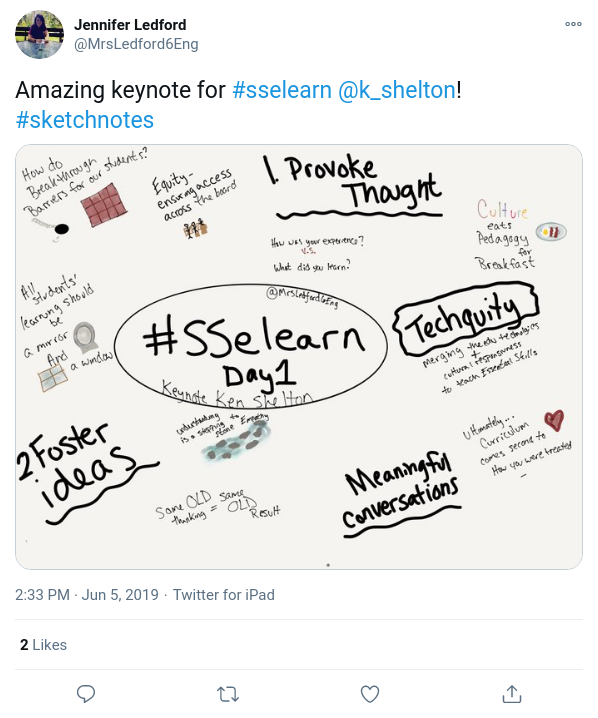 Jennifer Ledford
@MrsLedford6Eng
Amazing keynote for #sselearn @k_shelton!
#sketchnotes
How do
Breakthrough
Barriers for our students?
Equity-
ensuring access
across the board
1. Provoke
Thought
How was your experience?
v.s.
What did you learn?
Culture
eats
Pedagogy
for
Breakfast
All
students'
learning should
be
a mirror
And
a window
@MrsLedford6Eng
#SSelearn
Day1
Keynote Ken Shelton
Techquity
merging the edu technologies
+
cultural responsiveness
to teach Essential Skills
understanding
is a stepping stone to Empathy
2 Foster
ideas
Same OLD thinking = same OLD Result
Meaningful
conversations
Ultimately...
Curriculum
comes second to
How you were treated
2:33 PM · Jun 5, 2019 · Twitter for iPad
2 Likes